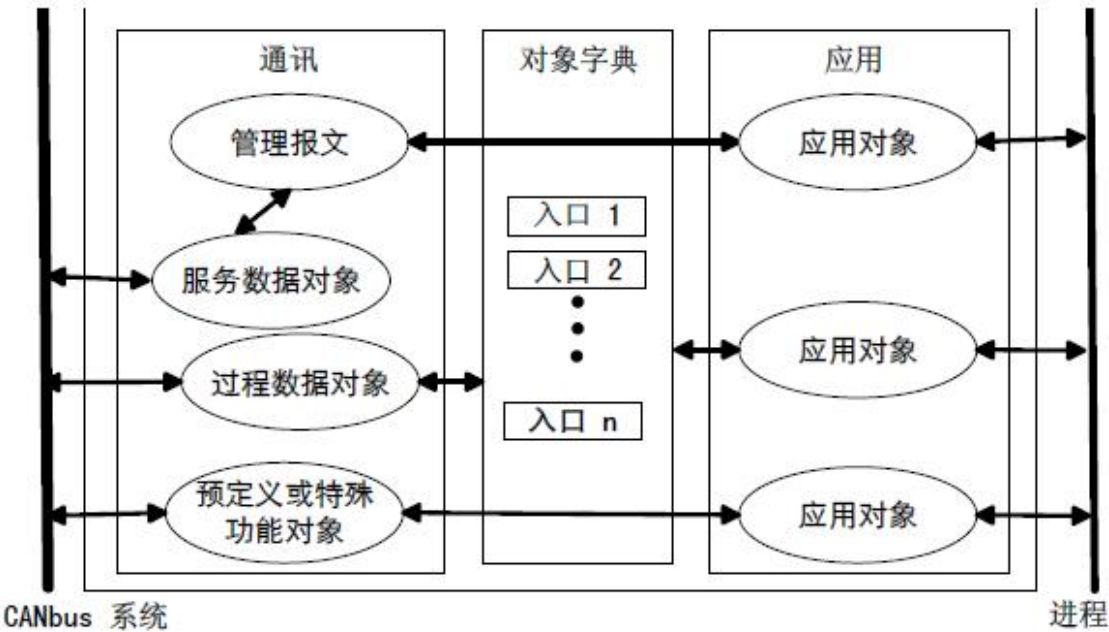 通讯
对象字典
应用
管理报文
应用对象
入口 1
入口 2
服务数据对象
应用对象
过程数据对象
入口 n
预定义或特殊
功能对象
应用对象
CANbus 系统
进程